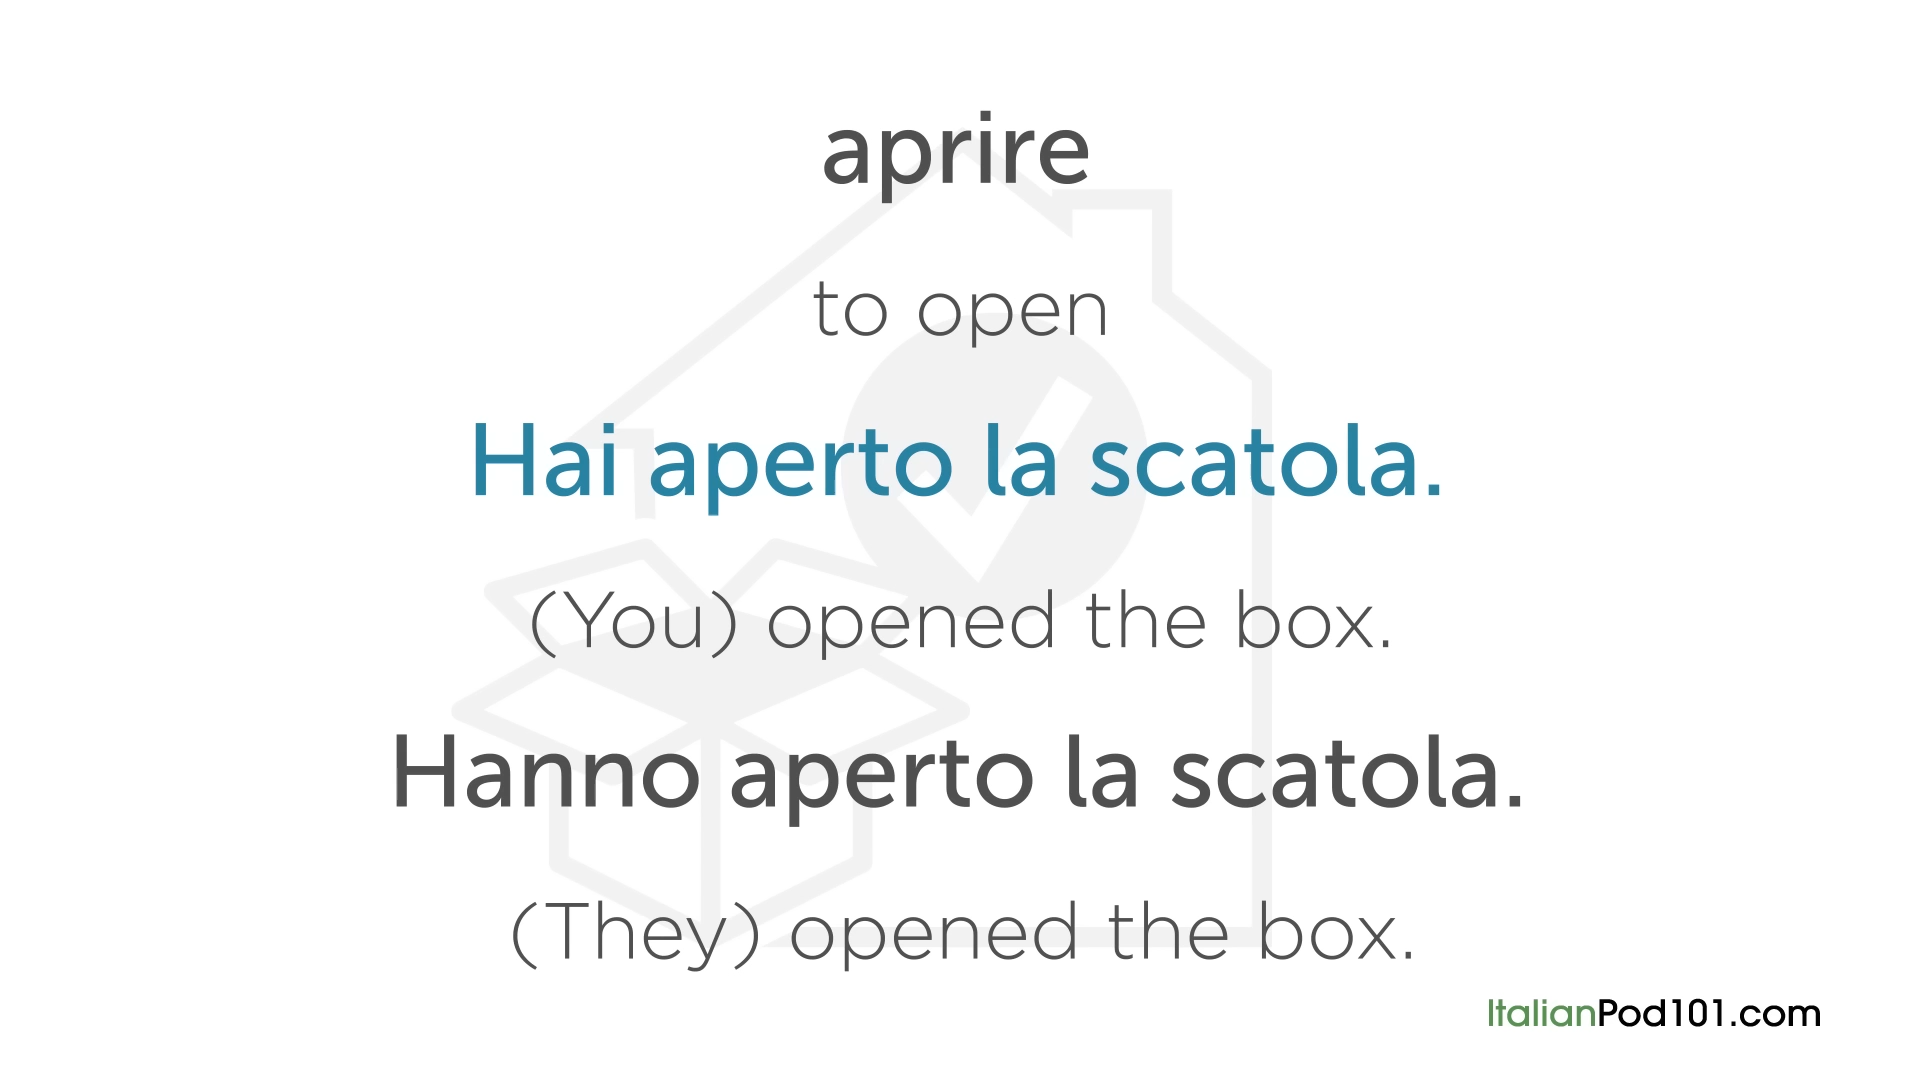 aprire
to open
Hai aperto la scatola.
(You) opened the box.
Hanno aperto la scatola.
(They) opened the box.
ItalianPod101.com